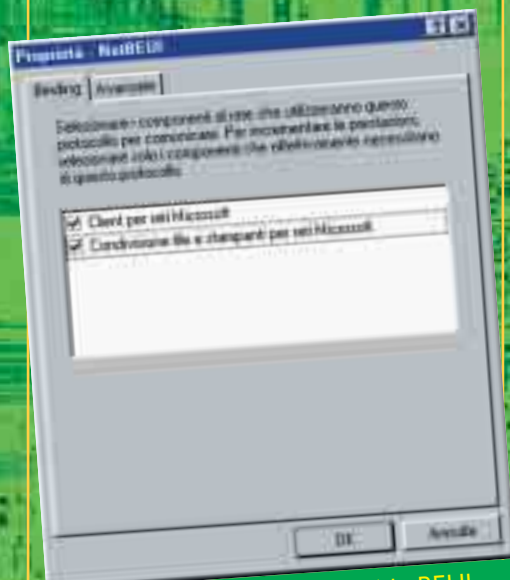 Proprietà - NetBEUI
Binding Avanzate
Selezionare i componenti di rete che utilizzeranno questo
protocollo per comunicare. Per incrementare le prestazioni,
selezionare solo i componenti che effettivamente necessitano
di questo protocollo.
Client per reti Microsoft
Condivisione file e stampanti per reti Microsoft
OK Annulla
BEUI